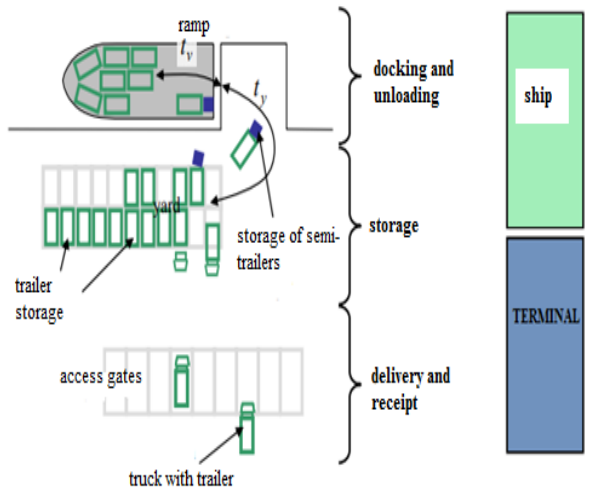 ramp
t_v
t_y
docking and
unloading
ship
yard
storage of semi-
trailers
storage
trailer
storage
TERMINAL
access gates
delivery and
receipt
truck with trailer